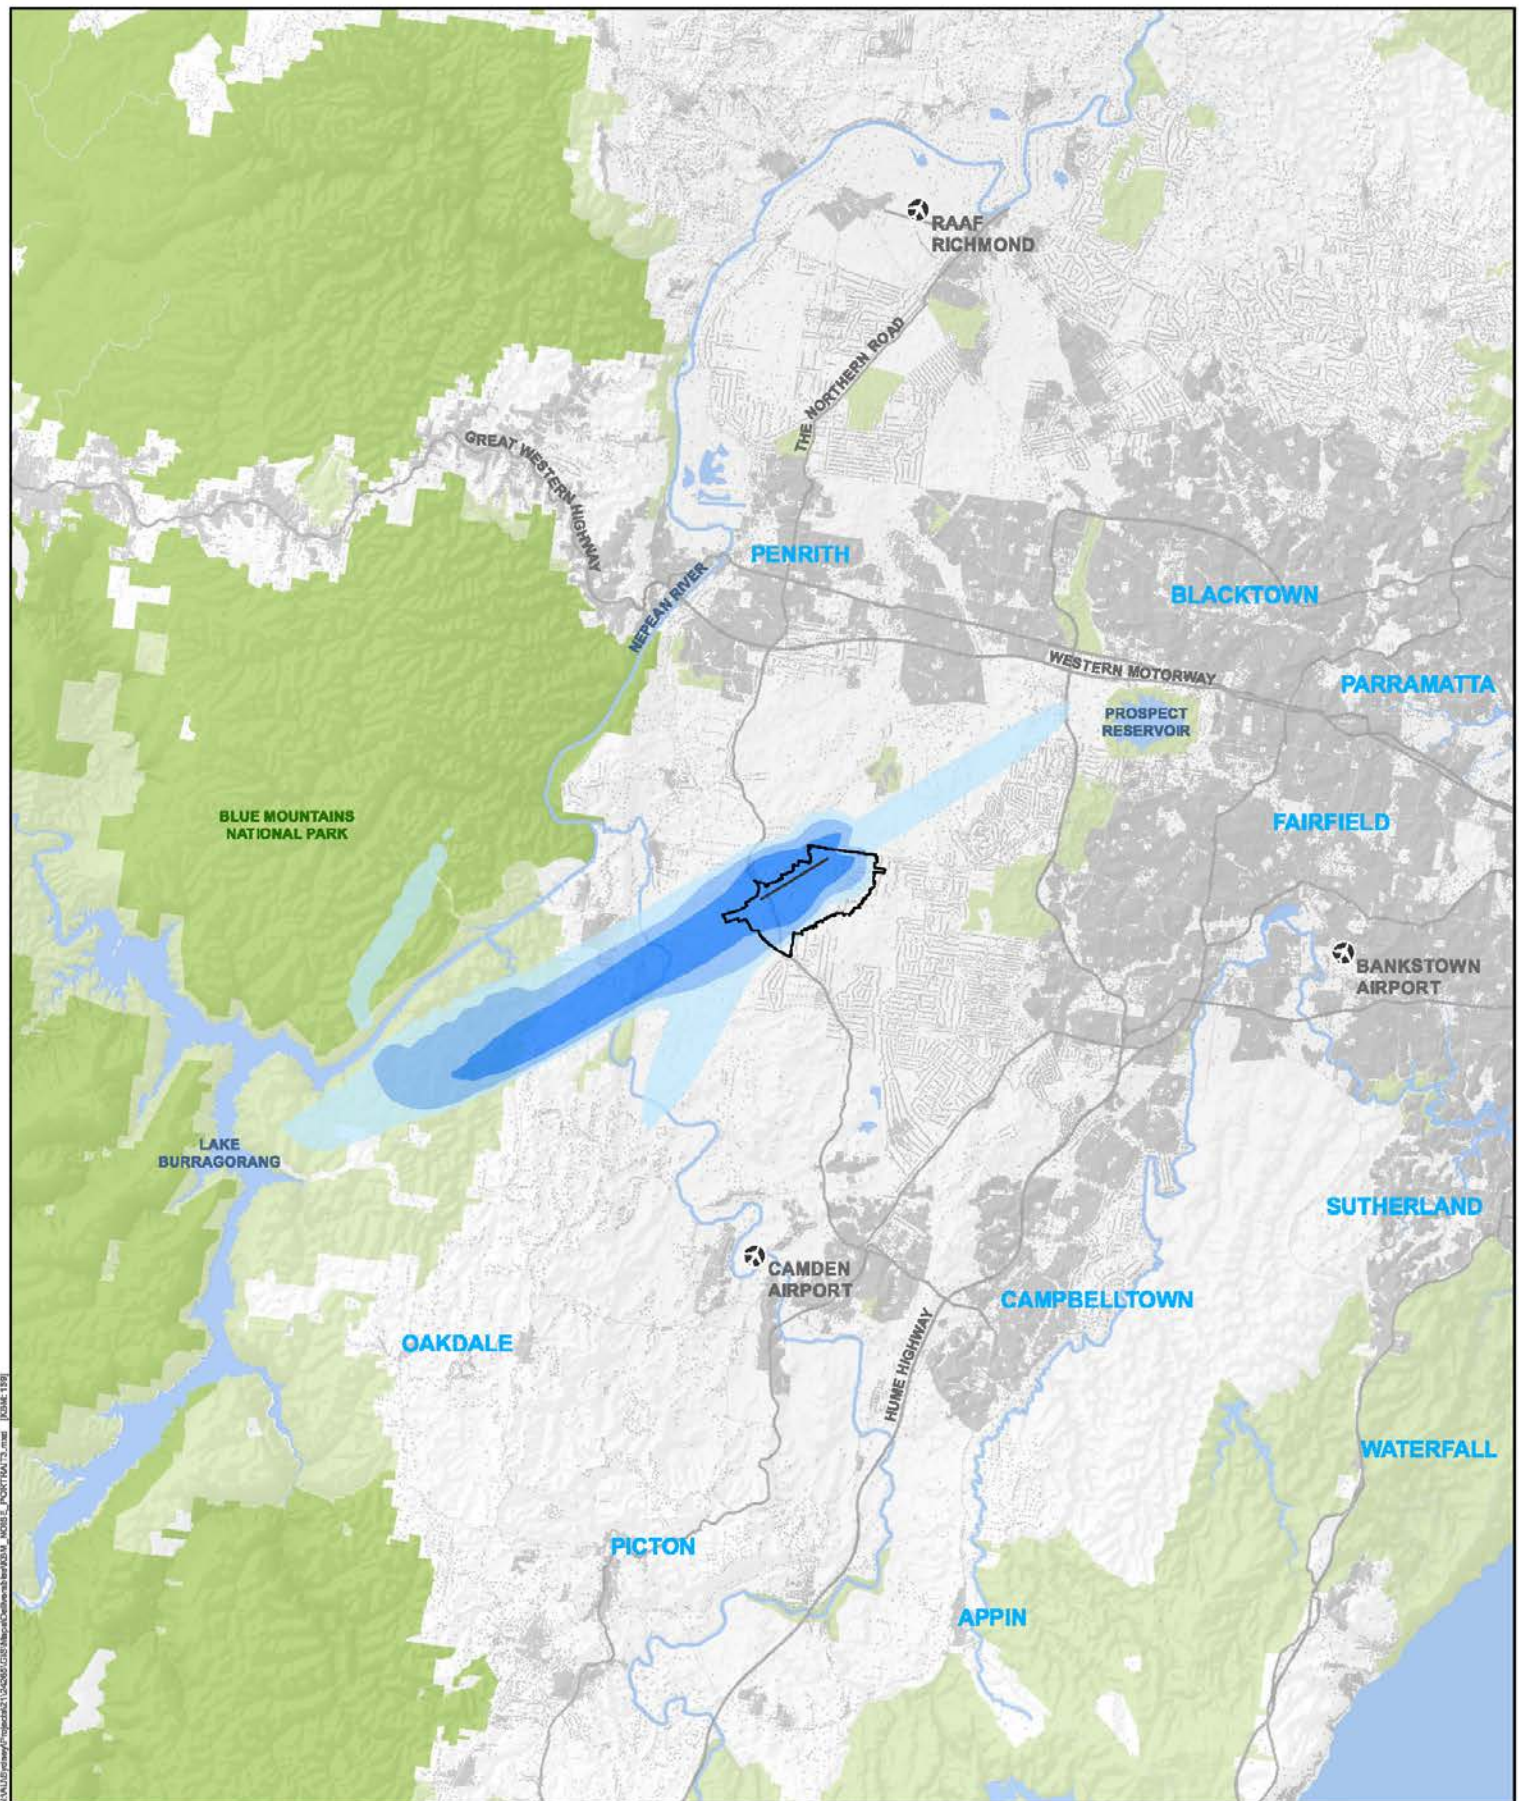 RAAF
RICHMOND
THE NORTHERN ROAD
GREAT WESTERN HIGHWAY
PENRITH
NEPEAN RIVER
BLACKTOWN
WESTERN MOTORWAY
PARRAMATTA
PROSPECT
RESERVOIR
BLUE MOUNTAINS
NATIONAL PARK
FAIRFIELD
BANKSTOWN
AIRPORT
LAKE
BURRAGORANG
SUTHERLAND
CAMDEN
AIRPORT
CAMPBELLTOWN
OAKDALE
HUME HIGHWAY
WATERFALL
PICTON
APPIN